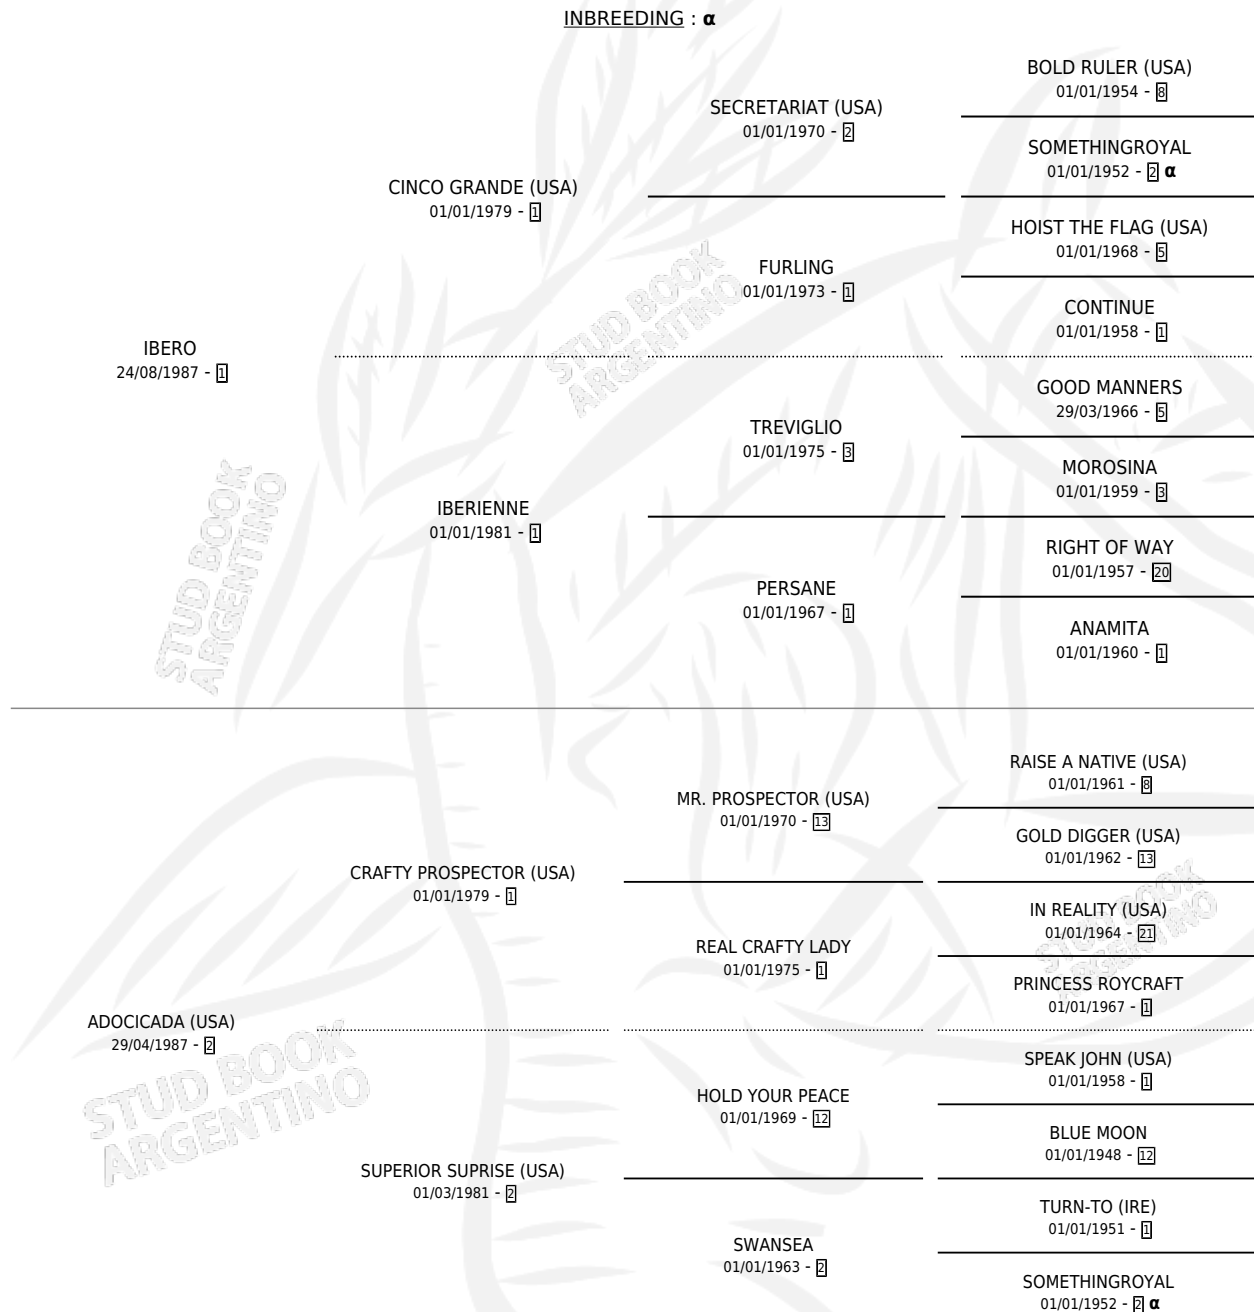 INBREEDING : α
BOLD RULER (USA)
01/01/1954 - 8
SECRETARIAT (USA)
01/01/1970 - 2
SOMETHINGROYAL
01/01/1952 - 2 α
CINCO GRANDE (USA)
01/01/1979 - 1
HOIST THE FLAG (USA)
01/01/1968 - 5
FURLING
01/01/1973 - 1
CONTINUE
01/01/1958 - 1
IBERO
24/08/1987 - 1
GOOD MANNERS
29/03/1966 - 5
TREVIGLIO
01/01/1975 - 3
MOROSINA
01/01/1959 - 3
IBERIENNE
01/01/1981 - 1
RIGHT OF WAY
01/01/1957 - 20
PERSANE
01/01/1967 - 1
ANAMITA
01/01/1960 - 1
STUD BOOK
ARGENTINO
STUD BOOK
ARGENTINO
RAISE A NATIVE (USA)
01/01/1961 - 8
MR. PROSPECTOR (USA)
01/01/1970 - 13
GOLD DIGGER (USA)
01/01/1962 - 13
CRAFTY PROSPECTOR (USA)
01/01/1979 - 1
IN REALITY (USA)
01/01/1964 - 21
REAL CRAFTY LADY
01/01/1975 - 1
PRINCESS ROYCRAFT
01/01/1967 - 1
ADOCICADA (USA)
29/04/1987 - 2
SPEAK JOHN (USA)
01/01/1958 - 1
HOLD YOUR PEACE
01/01/1969 - 12
BLUE MOON
01/01/1948 - 12
SUPERIOR SUPRISE (USA)
01/03/1981 - 2
TURN-TO (IRE)
01/01/1951 - 1
SWANSEA
01/01/1963 - 2
SOMETHINGROYAL
01/01/1952 - 2 α
STUD BOOK
ARGENTINO
STUD BOOK
ARGENTINO